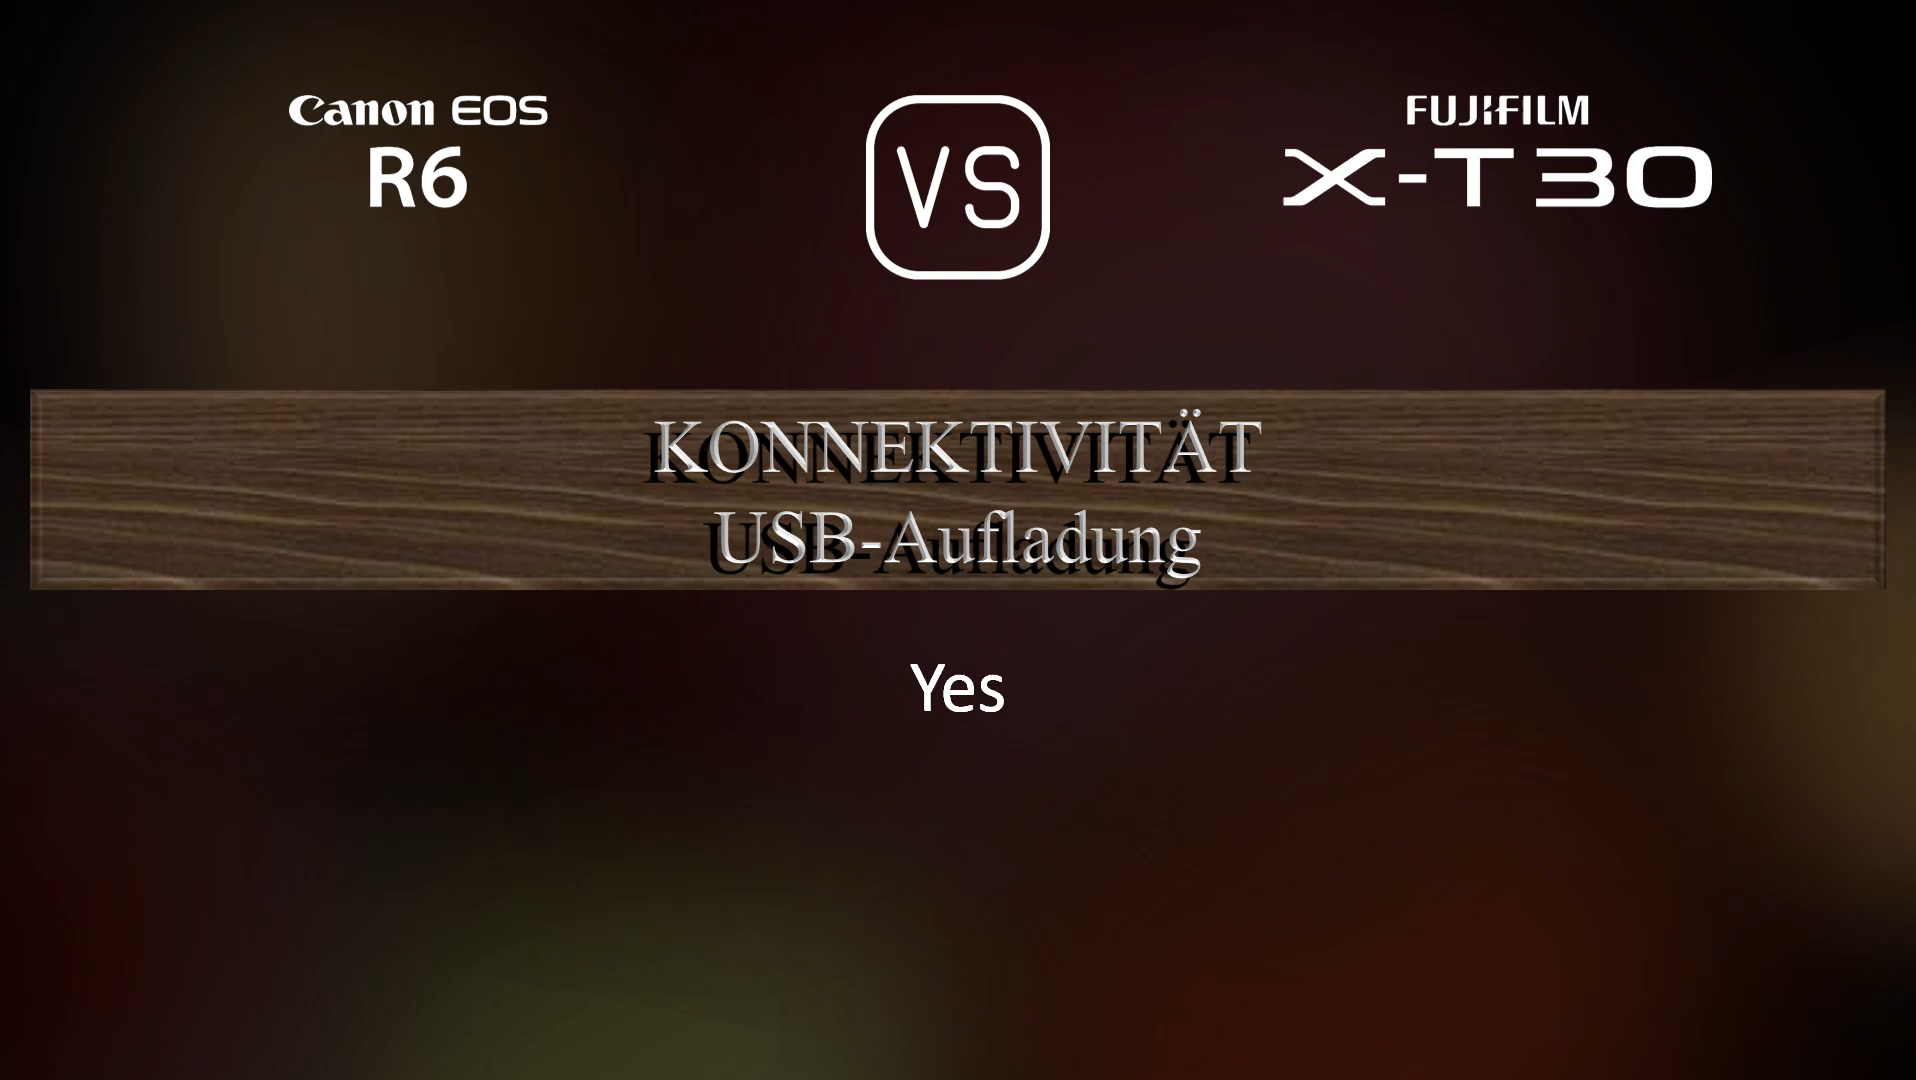 Canon EOS
R6
VS
FUJIFILM
X-T30
KONNEKTIVITÄT
USB-Aufladung
Yes